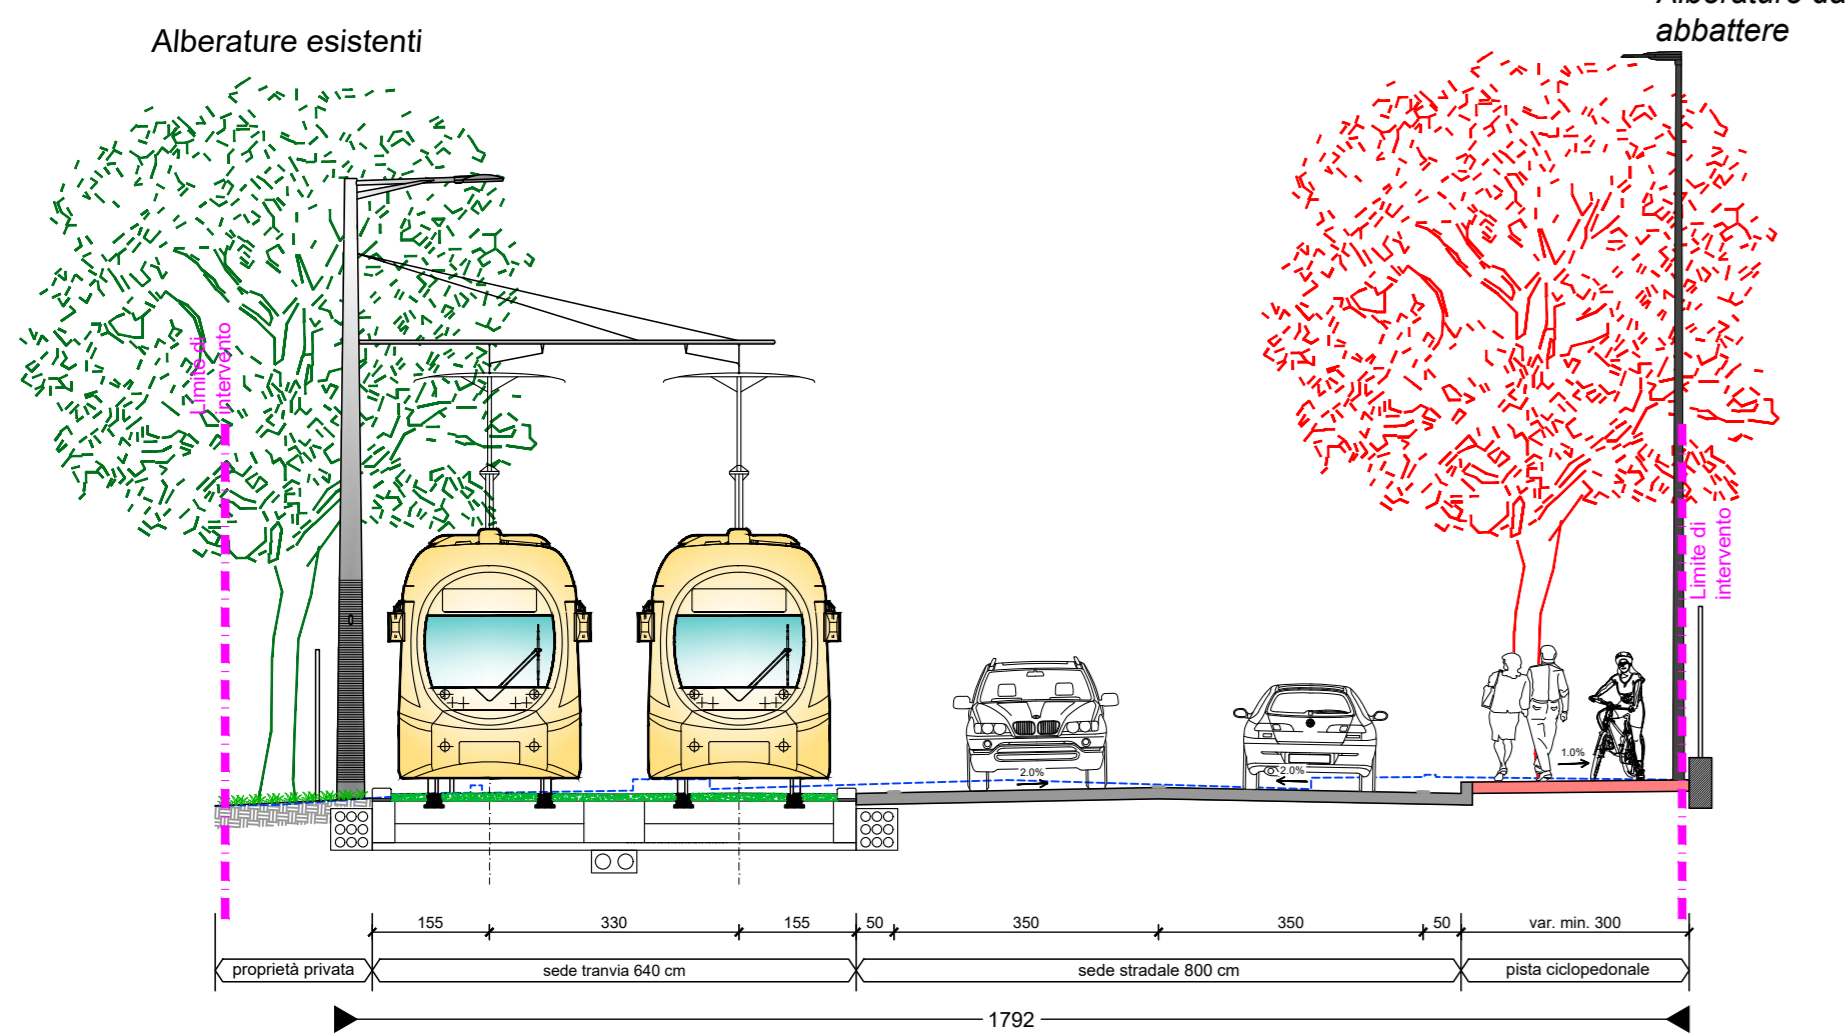 Alberature esistenti
abbattere
Limite di
intervento
Limite di
intervento
2.0%
2.0%
1.0%
155
330
155
50
350
350
50
var. min. 300
proprietà privata
sede tranvia 640 cm
sede stradale 800 cm
pista ciclopedonale
1792